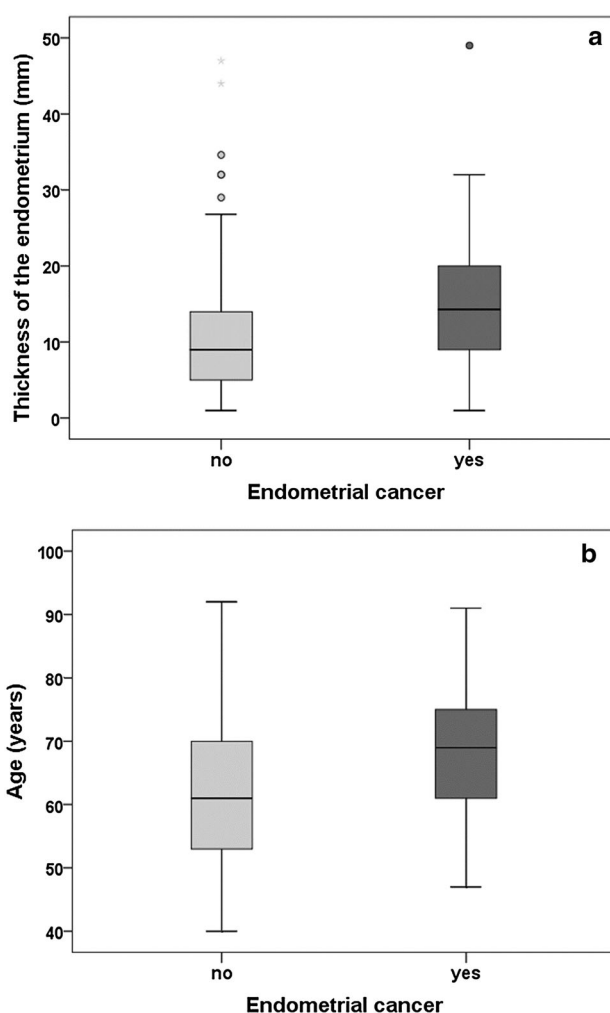 a
Thickness of the endometrium (mm)
50
40
30
20
10
0
no yes
Endometrial cancer
b
Age (years)
100
90
80
70
60
50
40
no yes
Endometrial cancer